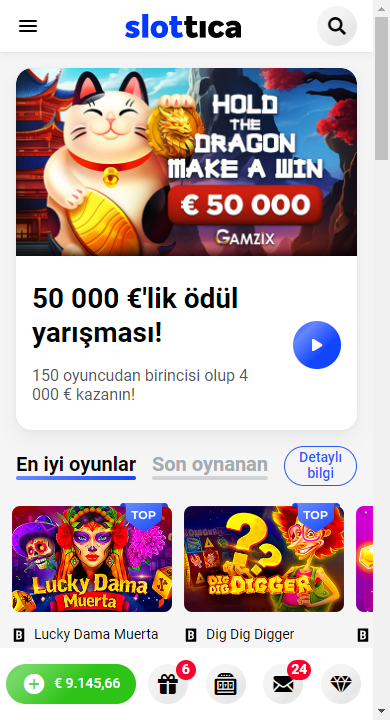 slottica
HOLD
THE
DRAGON
MAKE A WIN
€ 50 000
GAMZIX
50 000 €'lik ödül
yarışması!
150 oyuncudan birincisi olup 4
000 € kazanın!
En iyi oyunlar
Son oynanan
Detaylı
bilgi
TOP
Lucky Dama
Muerta
TOP
DIG DIG
DIGGER
Lucky Dama Muerta
Dig Dig Digger
€ 9.145,66
6
24